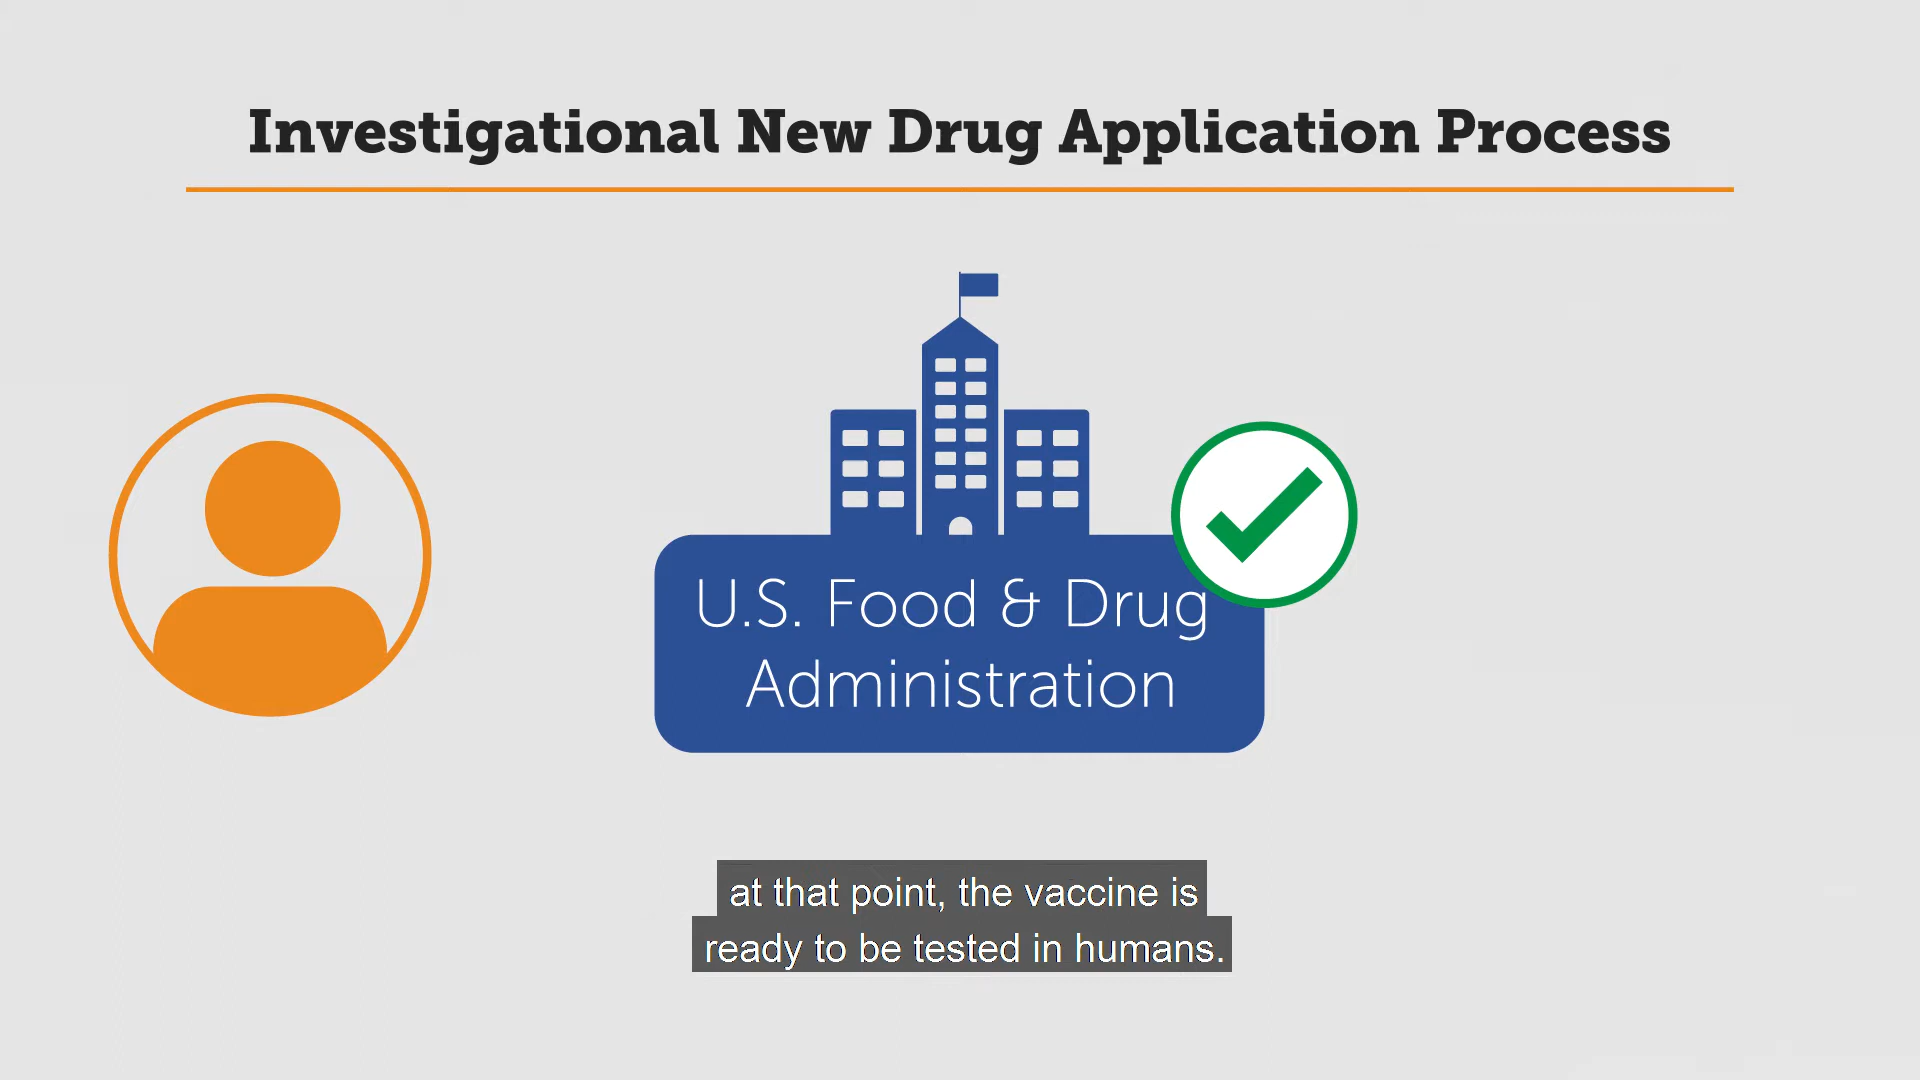 Investigational New Drug Application Process
U.S. Food & Drug
Administration
at that point, the vaccine is
ready to be tested in humans.